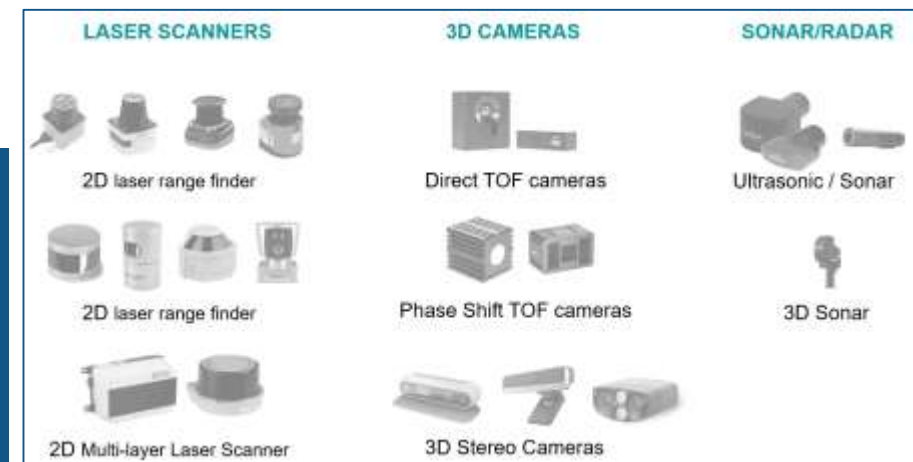 LASER SCANNERS
3D CAMERAS
SONAR/RADAR
2D laser range finder
Direct TOF cameras
Ultrasonic / Sonar
2D laser range finder
Phase Shift TOF cameras
3D Sonar
2D Multi-layer Laser Scanner
3D Stereo Cameras